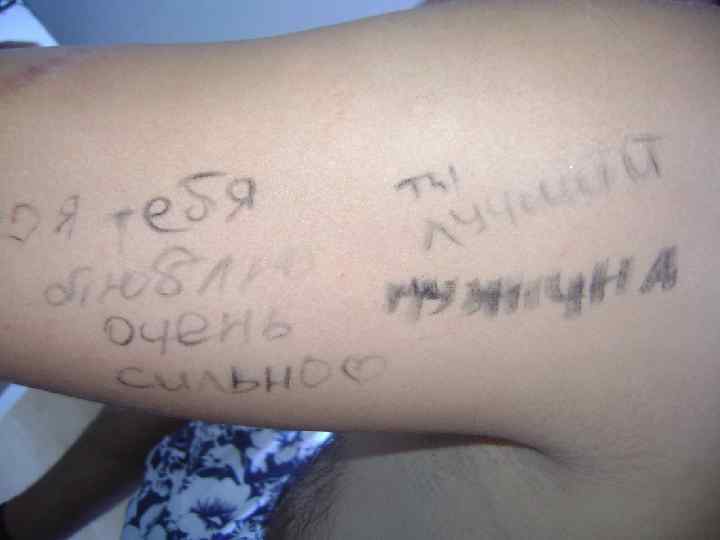 я тебя
люблю
очень
сильно♡
ты
лучший
мужчина